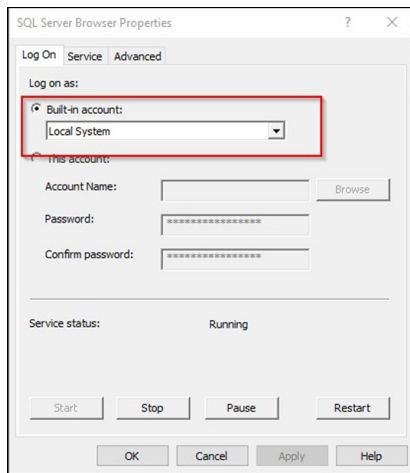 SQL Server Browser Properties ? ×
Log On Service Advanced
Log on as:
Built-in account:
Local System
This account:
Account Name: Browse
Password: ****************
Confirm password: ****************
Service status: Running
Start Stop Pause Restart
OK Cancel Apply Help